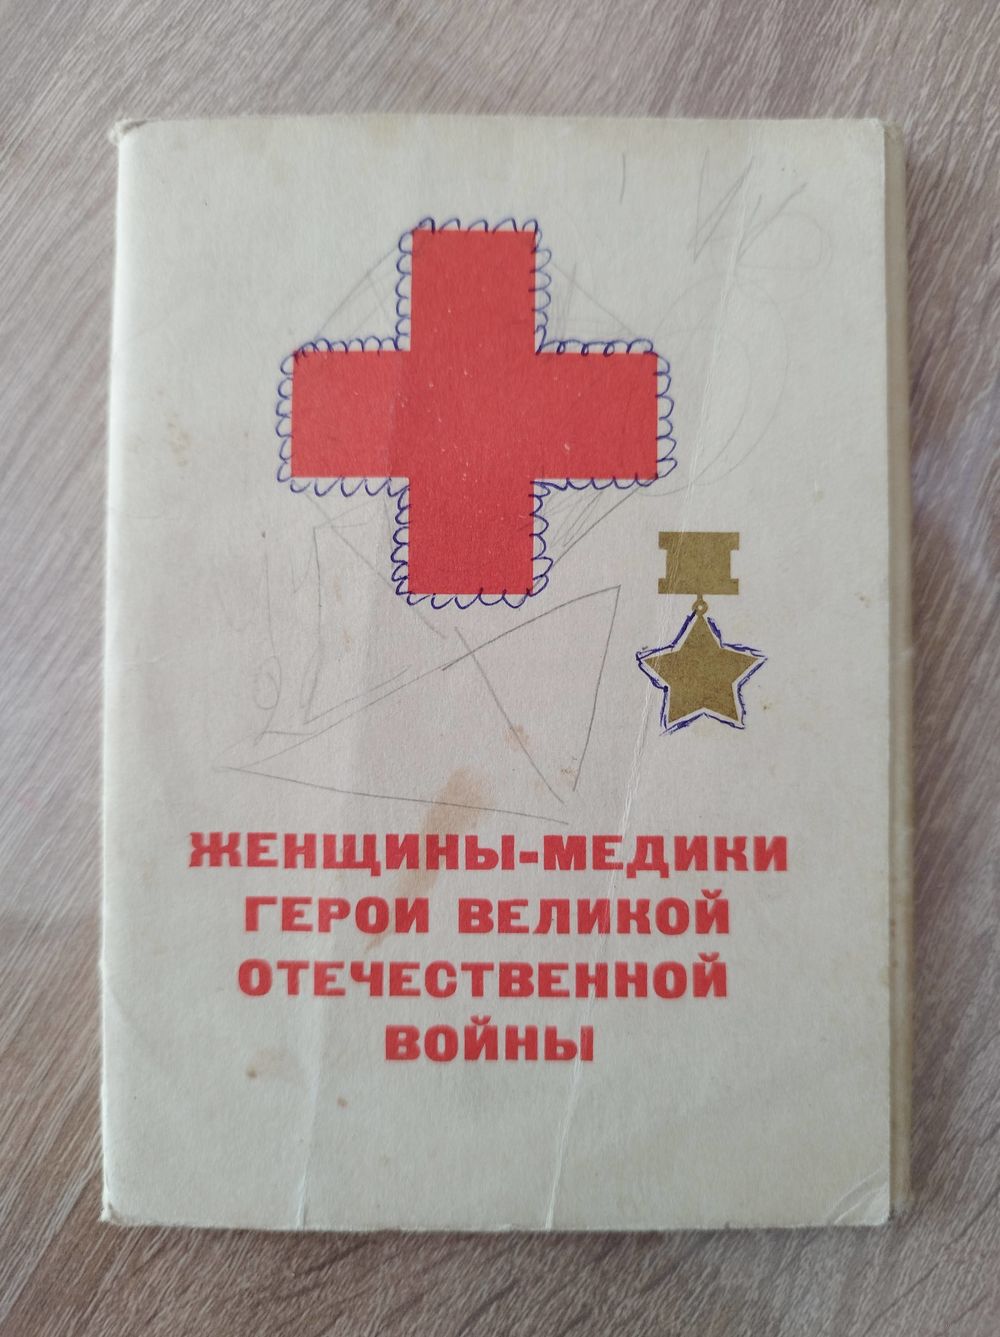 ЖЕНЩИНЫ-МЕДИКИ
ГЕРОИ ВЕЛИКОЙ
ОТЕЧЕСТВЕННОЙ
ВОЙНЫ